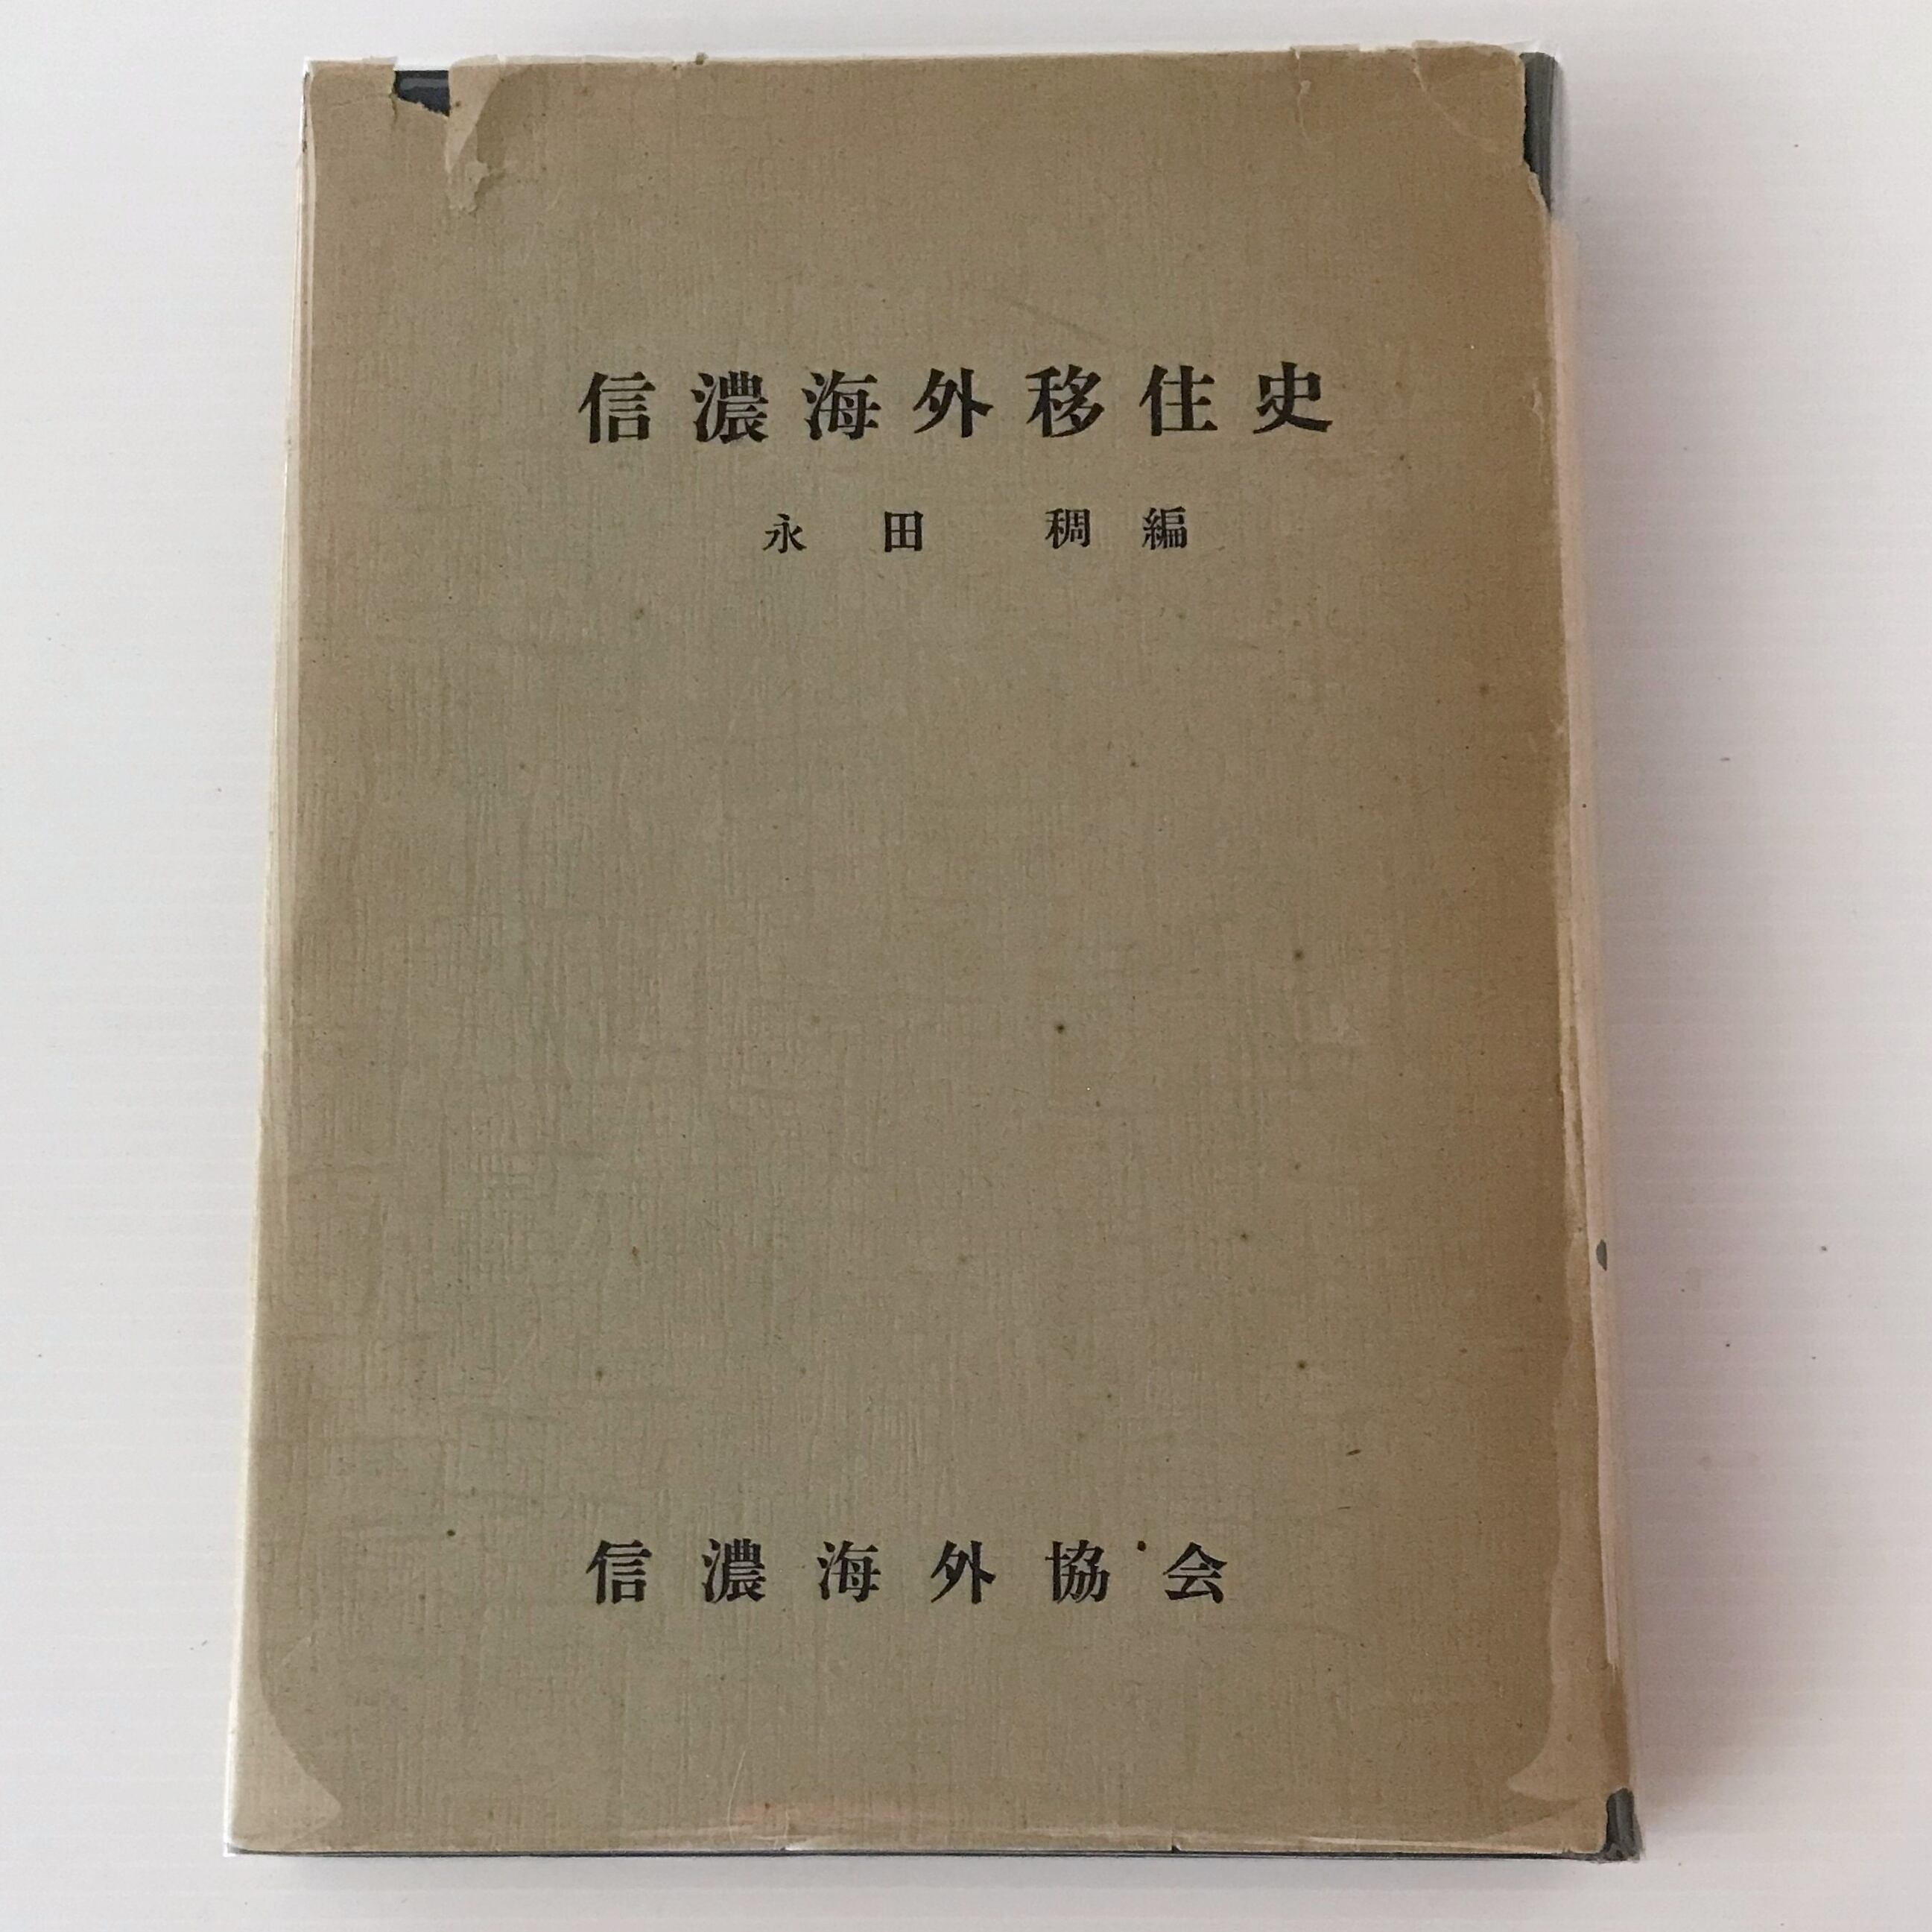 信濃海外移住史
永田 稠 編
信濃海外協会